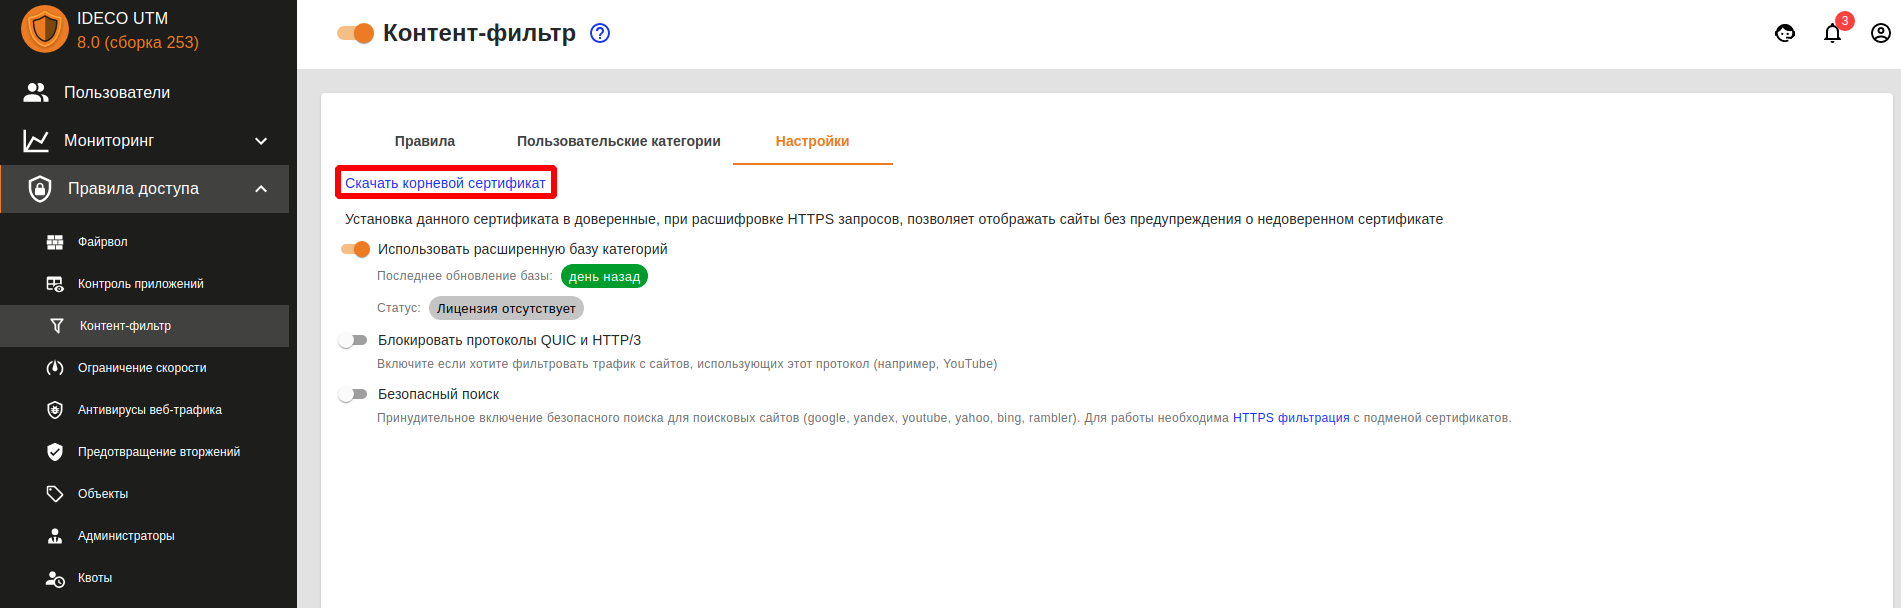 IDECO UTM
8.0 (сборка 253)
Пользователи
Мониторинг
Правила доступа
Файрвол
Контроль приложений
Контент-фильтр
Ограничение скорости
Антивирусы веб-трафика
Предотвращение вторжений
Объекты
Администраторы
Квоты
Контент-фильтр
3
Правила Пользовательские категории Настройки
Скачать корневой сертификат
Установка данного сертификата в доверенные, при расшифровке HTTPS запросов, позволяет отображать сайты без предупреждения о недоверенном сертификате
Использовать расширенную базу категорий
Последнее обновление базы: день назад
Статус: Лицензия отсутствует
Блокировать протоколы QUIC и HTTP/3
Включите если хотите фильтровать трафик с сайтов, использующих этот протокол (например, YouTube)
Безопасный поиск
Принудительное включение безопасного поиска для поисковых сайтов (google, yandex, youtube, yahoo, bing, rambler). Для работы необходима HTTPS фильтрация с подменой сертификатов.